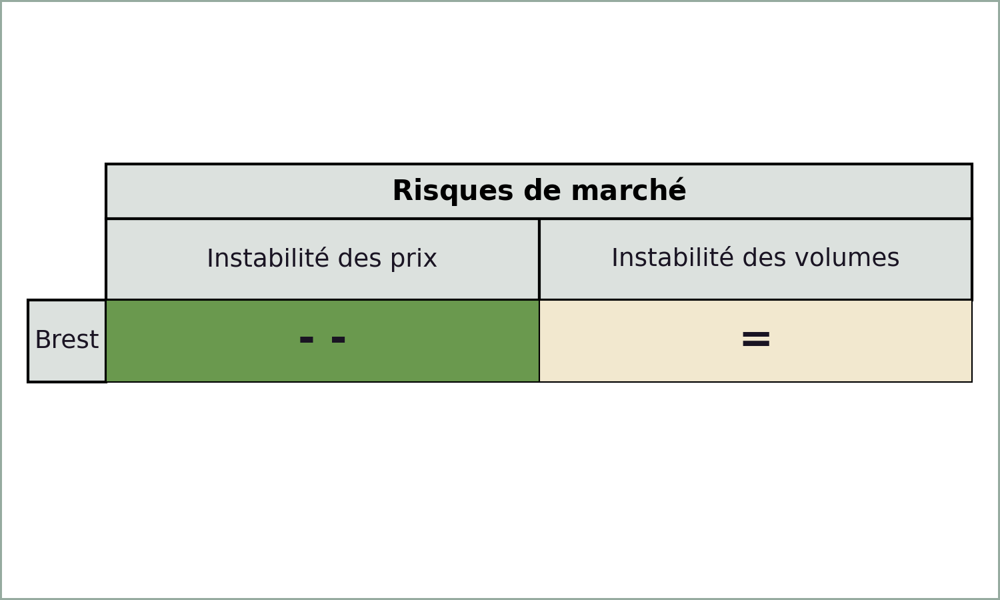 Risques de marché
Instabilité des prix
Instabilité des volumes
Brest
- -
=